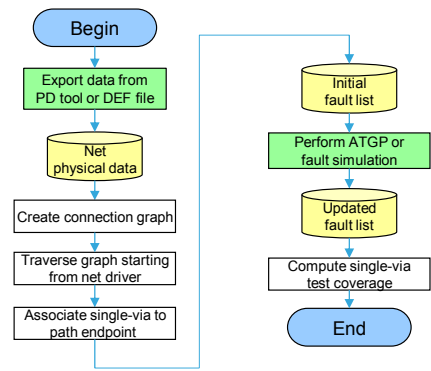 Begin
Export data from
PD tool or DEF file
Net
physical data
Create connection graph
Traverse graph starting
from net driver
Associate single-via to
path endpoint
Initial
fault list
Perform ATGP or
fault simulation
Updated
fault list
Compute single-via
test coverage
End